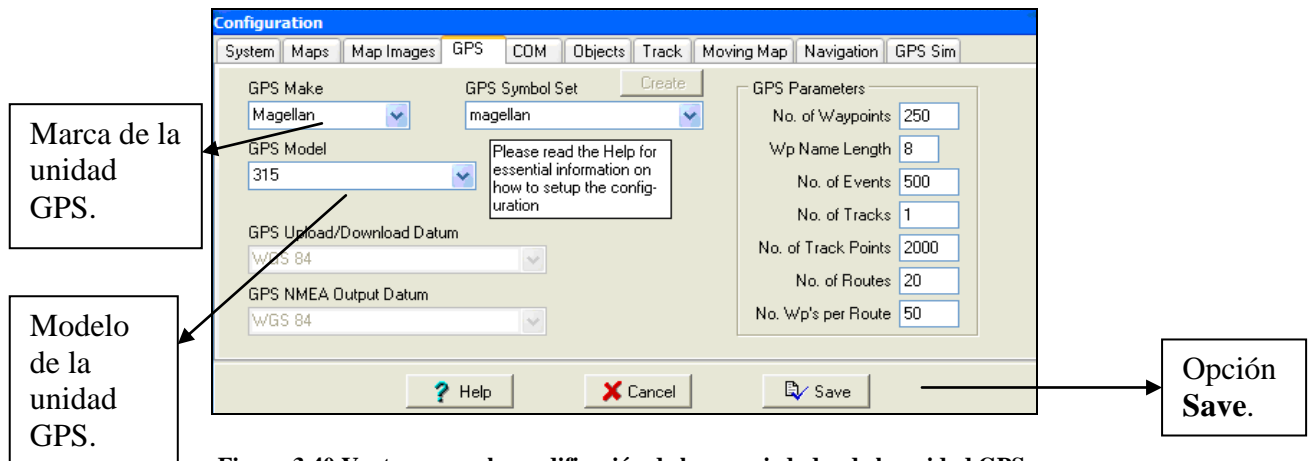 Configuration
System Maps Map Images GPS COM Objects Track Moving Map Navigation GPS Sim
GPS Make
Magellan
GPS Symbol Set
Create
magellan
GPS Model
315
Please read the Help for
essential information on
how to setup the config-
uration
GPS Upload/Download Datum
WGS 84
GPS NMEA Output Datum
WGS 84
GPS Parameters
No. of Waypoints 250
Wp Name Length 8
No. of Events 500
No. of Tracks 1
No. of Track Points 2000
No. of Routes 20
No. Wp's per Route 50
? Help
Cancel
Save
Marca de la
unidad
GPS.
Modelo
de la
unidad
GPS.
Opción
Save.